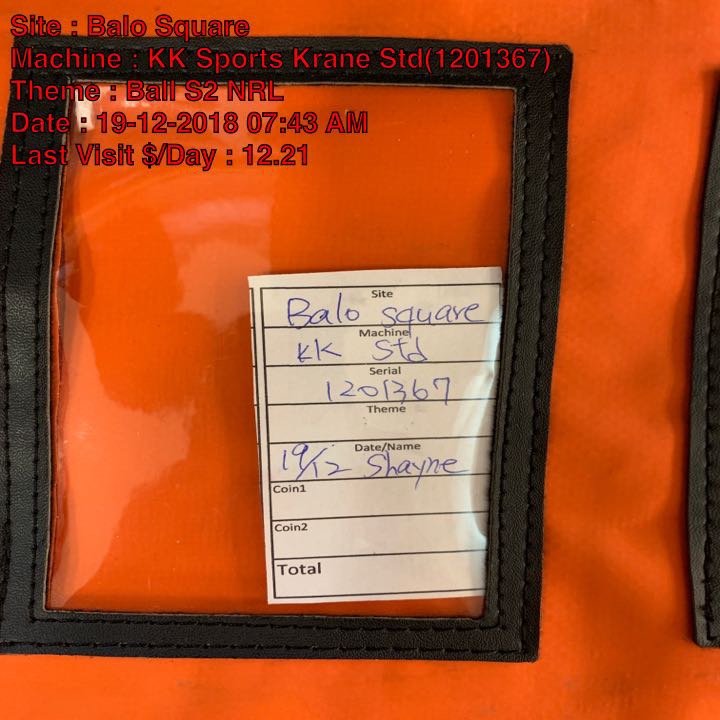 Site : Balo Square
Machine : KK Sports Krane Std(1201367)
Theme : Ball S2 NRL
Date : 19-12-2018 07:43 AM
Last Visit $/Day : 12.21
Site
Balo square
Machine
KK Std
Serial
1201367
Theme
Date/Name
19/12 Shayne
Coin1
Coin2
Total